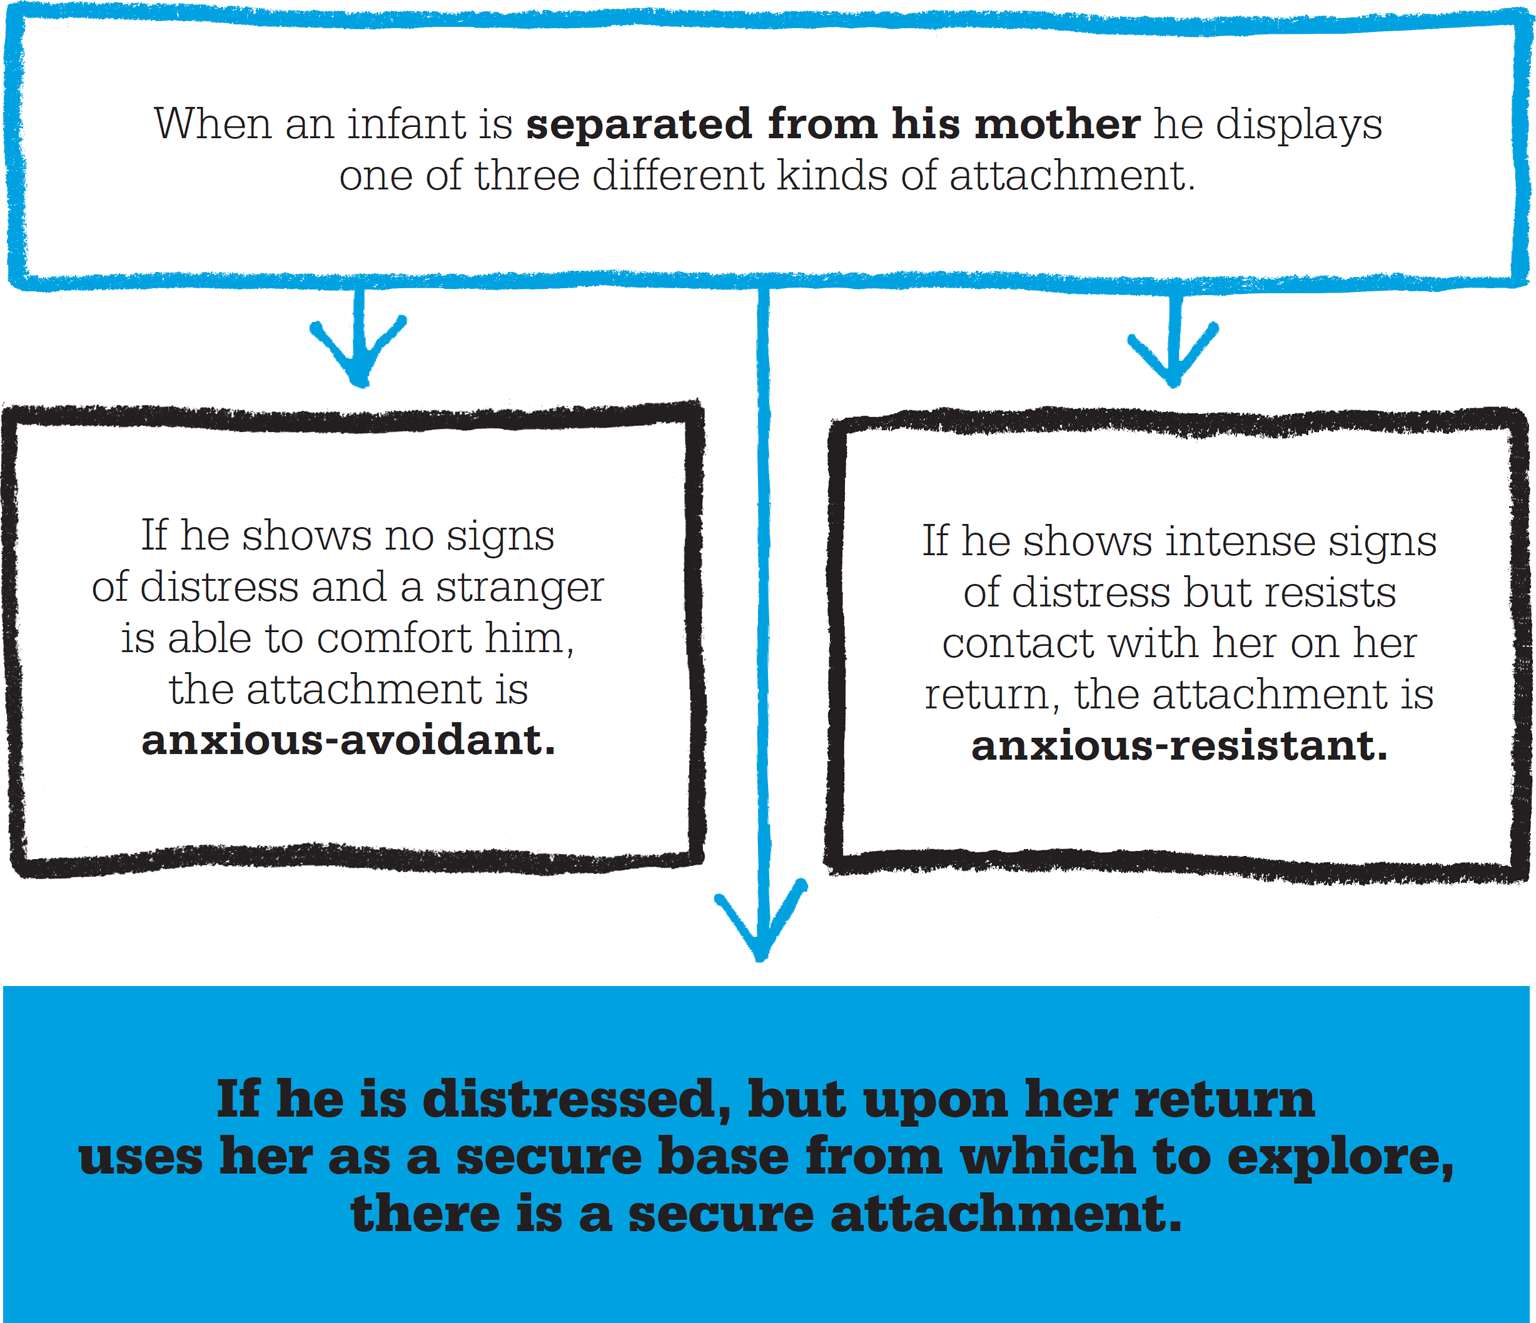 When an infant is separated from his mother he displays
one of three different kinds of attachment.
If he shows no signs
of distress and a stranger
is able to comfort him,
the attachment is
anxious-avoidant.
If he shows intense signs
of distress but resists
contact with her on her
return, the attachment is
anxious-resistant.
If he is distressed, but upon her return
uses her as a secure base from which to explore,
there is a secure attachment.